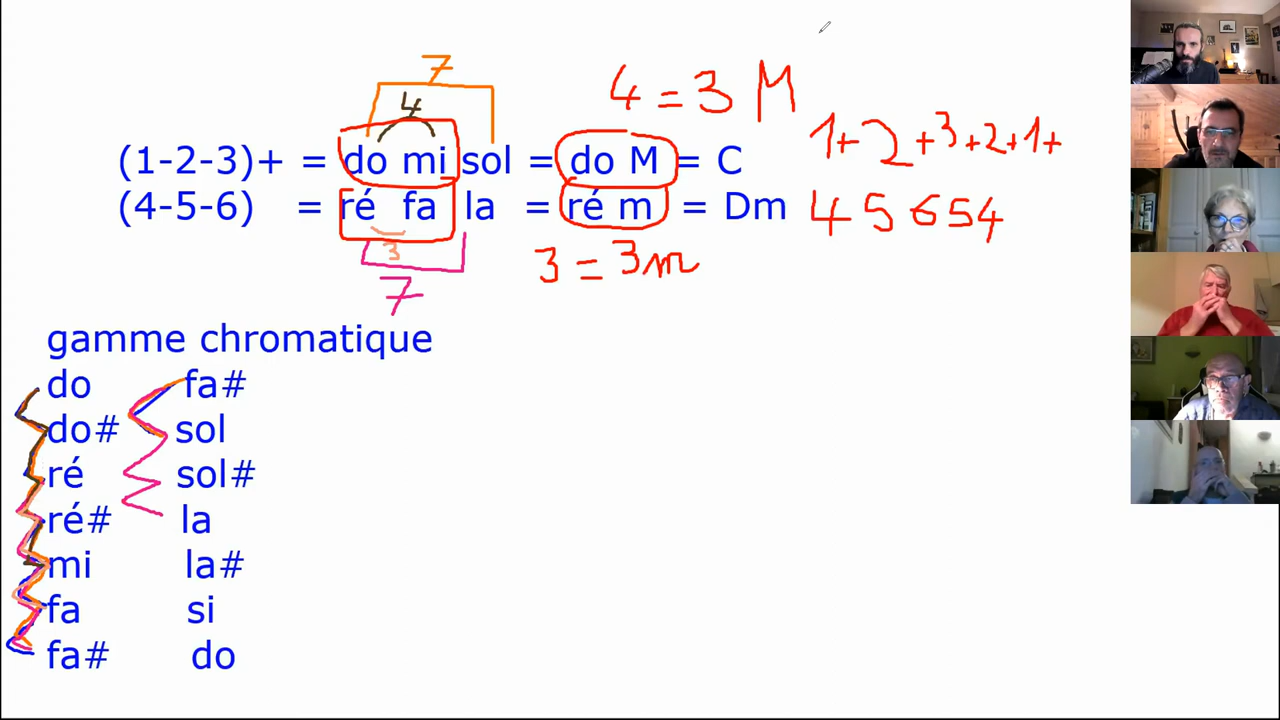 7
4
4 = 3 M
(1-2-3)+ = do mi sol = do M = C
1+ 2 +3 +2 +1+
(4-5-6) = ré fa la = ré m = Dm
4 5 6 5 4
3
3 = 3m
7
gamme chromatique
do fa#
do# sol
ré sol#
ré# la
mi la#
fa si
fa# do